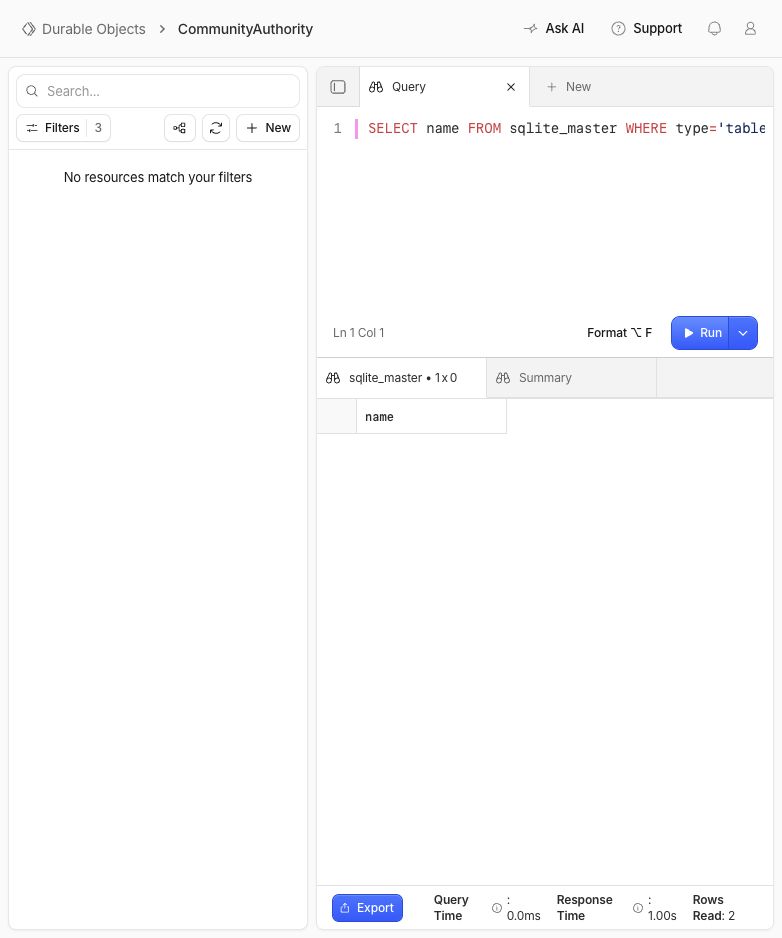 Durable Objects > CommunityAuthority
Ask AI
Support
Search...
Filters 3
New
No resources match your filters
Query
New
1 SELECT name FROM sqlite_master WHERE type='table
Ln 1 Col 1
Format ⌥ F
Run
sqlite_master • 1 x 0
Summary
name
Export
Query Time : 0.0ms
Response Time : 1.00s
Rows Read: 2